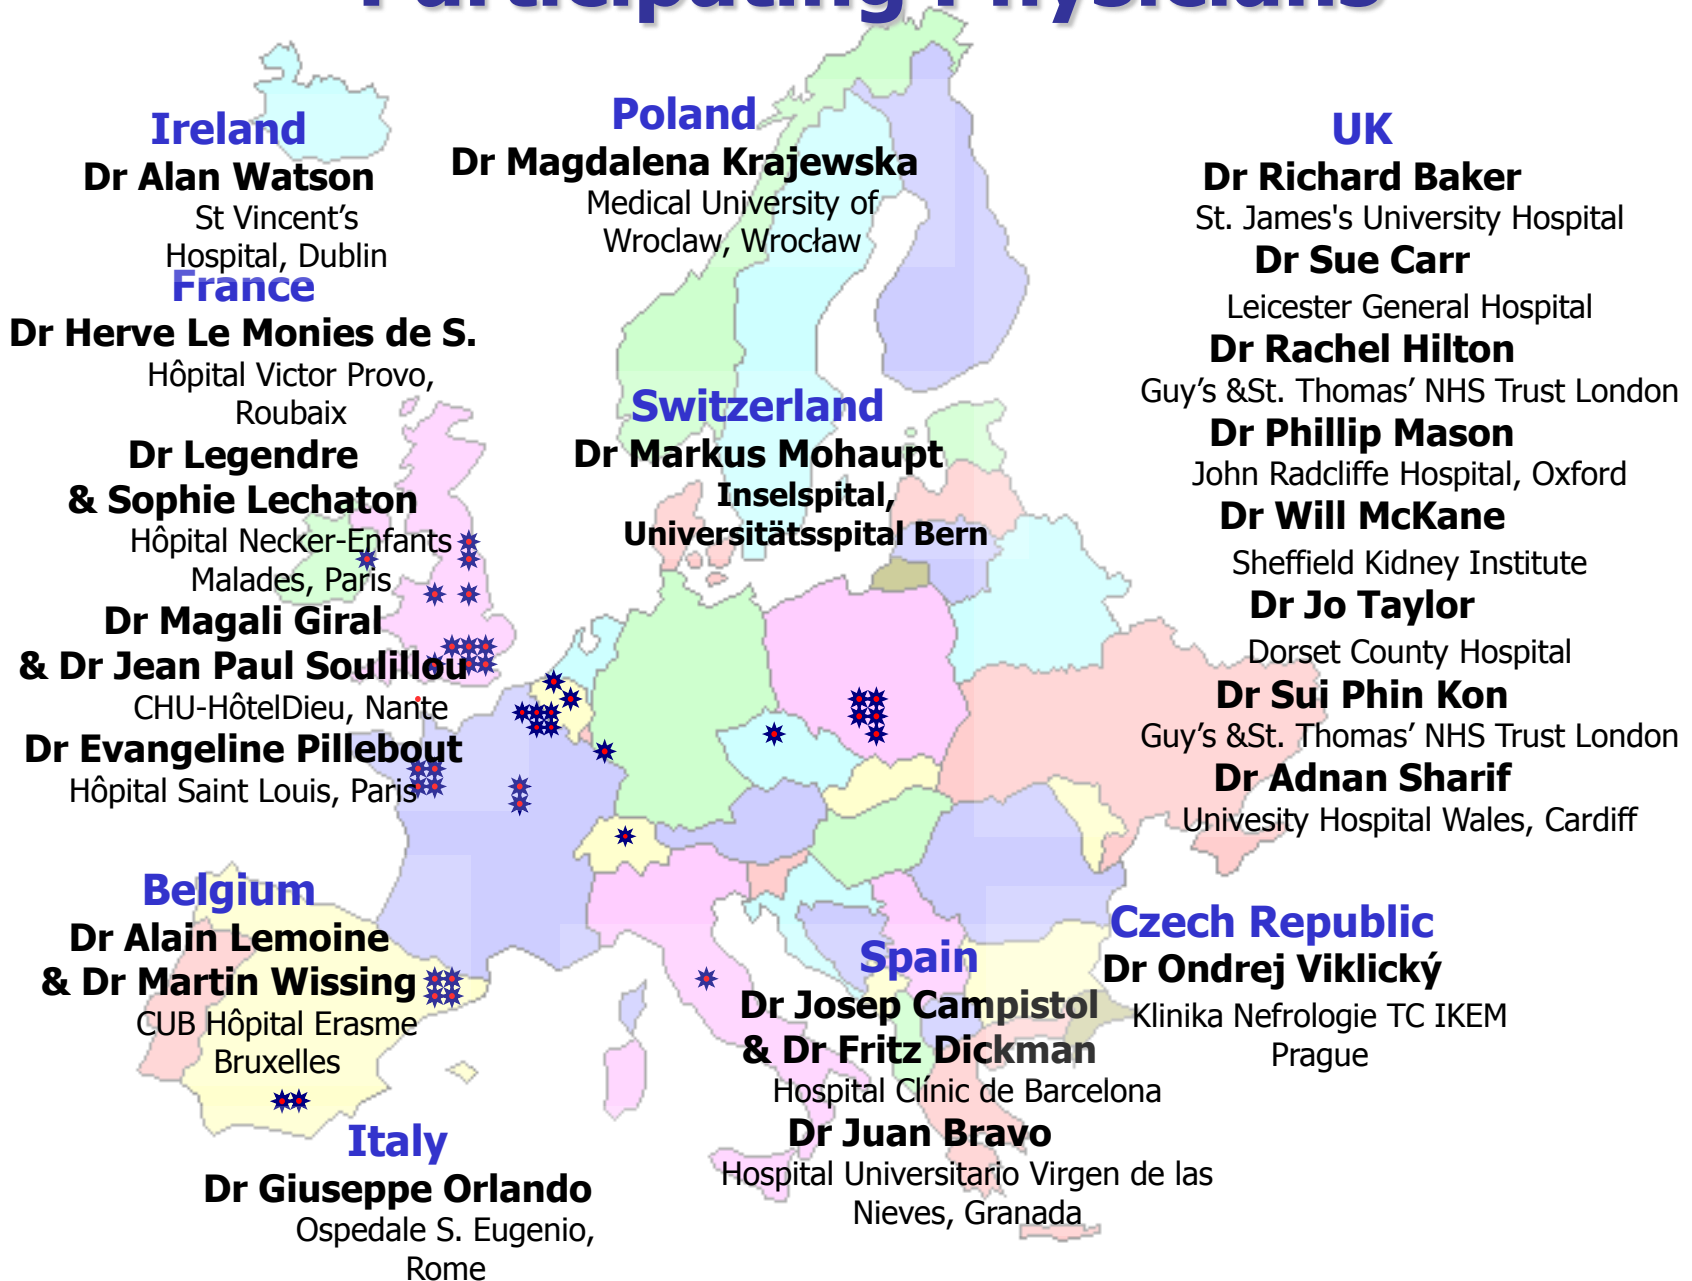 Participating Physicians
Ireland
Dr Alan Watson
St Vincent’s
Hospital, Dublin
France
Dr Herve Le Monies de S.
Hôpital Victor Provo,
Roubaix
Dr Legendre
& Sophie Lechaton
Hôpital Necker-Enfants
Malades, Paris
Dr Magali Giral
& Dr Jean Paul Soulillou
CHU-HôtelDieu, Nante
Dr Evangeline Pillebout
Hôpital Saint Louis, Paris
Belgium
Dr Alain Lemoine
& Dr Martin Wissing
CUB Hôpital Erasme
Bruxelles
Italy
Dr Giuseppe Orlando
Ospedale S. Eugenio,
Rome
Poland
Dr Magdalena Krajewska
Medical University of
Wroclaw, Wrocław
Switzerland
Dr Markus Mohaupt
Inselspital,
Universitätsspital Bern
Spain
Dr Josep Campistol
& Dr Fritz Dickman
Hospital Clínic de Barcelona
Dr Juan Bravo
Hospital Universitario Virgen de las
Nieves, Granada
UK
Dr Richard Baker
St. James's University Hospital
Dr Sue Carr
Leicester General Hospital
Dr Rachel Hilton
Guy’s &St. Thomas’ NHS Trust London
Dr Phillip Mason
John Radcliffe Hospital, Oxford
Dr Will McKane
Sheffield Kidney Institute
Dr Jo Taylor
Dorset County Hospital
Dr Sui Phin Kon
Guy’s &St. Thomas’ NHS Trust London
Dr Adnan Sharif
Univesity Hospital Wales, Cardiff
Czech Republic
Dr Ondrej Viklický
Klinika Nefrologie TC IKEM
Prague